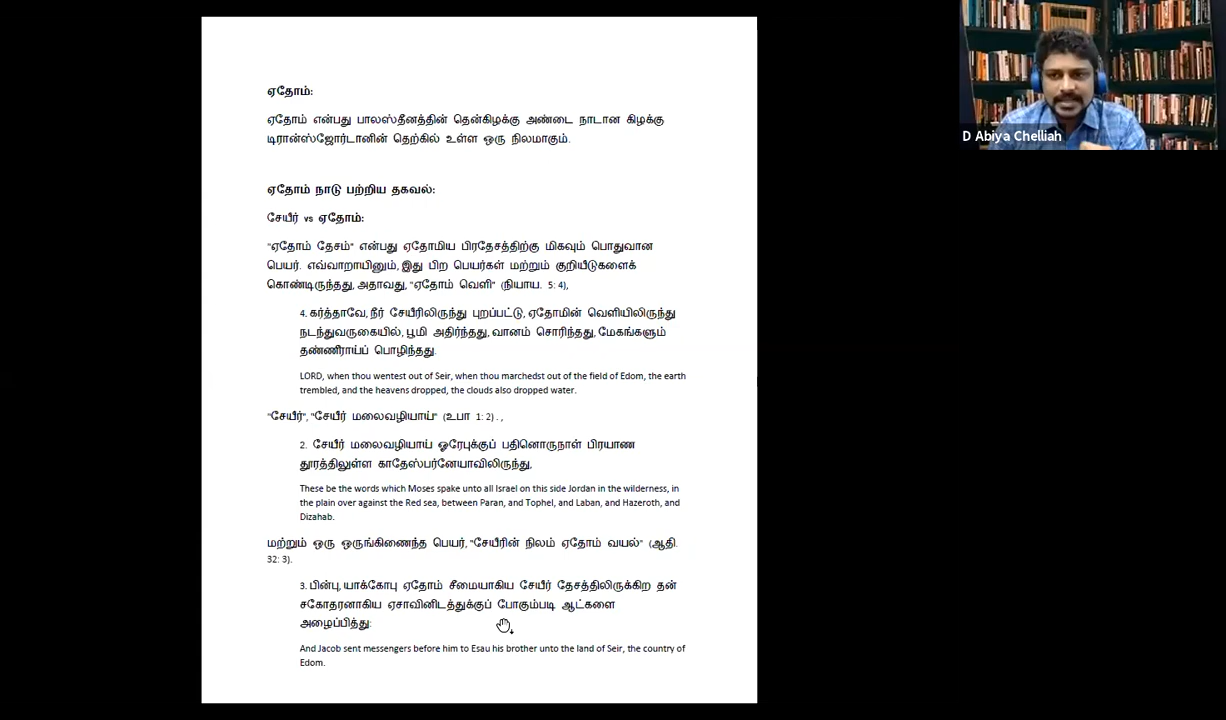 ஏதோம்:
ஏதோம் என்பது பாலஸ்தீனத்தின் தென்கிழக்கு அண்டை நாடான கிழக்கு
டிரான்ஸ்ஜோர்டானின் தெற்கில் உள்ள ஒரு நிலமாகும்.
ஏதோம் நாடு பற்றிய தகவல்:
சேயீர் vs ஏதோம்:
"ஏதோம் தேசம்" என்பது ஏதோமிய பிரதேசத்திற்கு மிகவும் பொதுவான
பெயர். எவ்வாறாயினும், இது பிற பெயர்கள் மற்றும் குறியீடுகளைக்
கொண்டிருந்தது, அதாவது, "ஏதோம் வெளி" (நியாய. 5: 4),
4. கர்த்தாவே, நீர் சேயீரிலிருந்து புறப்பட்டு, ஏதோமின் வெளியிலிருந்து
நடந்துவருகையில், பூமி அதிர்ந்தது, வானம் சொரிந்தது, மேகங்களும்
தண்ணீராய்ப் பொழிந்தது.
LORD, when thou wentest out of Seir, when thou marchedst out of the field of Edom, the earth
trembled, and the heavens dropped, the clouds also dropped water.
"சேயீர்", "சேயீர் மலைவழியாய்" (உபா 1: 2) . ,
2. சேயீர் மலைவழியாய் ஓரேபுக்குப் பதினொருநாள் பிரயாண
தூரத்திலுள்ள காதேஸ்பர்னேயாவிலிருந்து,
These be the words which Moses spake unto all Israel on this side Jordan in the wilderness, in
the plain over against the Red sea, between Paran, and Tophel, and Laban, and Hazeroth, and
Dizahab.
மற்றும் ஒரு ஒருங்கிணைந்த பெயர், "சேயீரின் நிலம் ஏதோம் வயல்" (ஆதி.
32: 3).
3. பின்பு, யாக்கோபு ஏதோம் சீமையாகிய சேயீர் தேசத்திலிருக்கிற தன்
சகோதரனாகிய ஏசாவினிடத்துக்குப் போகும்படி ஆட்களை
அழைப்பித்து:
And Jacob sent messengers before him to Esau his brother unto the land of Seir, the country of
Edom.
D Abiya Chelliah